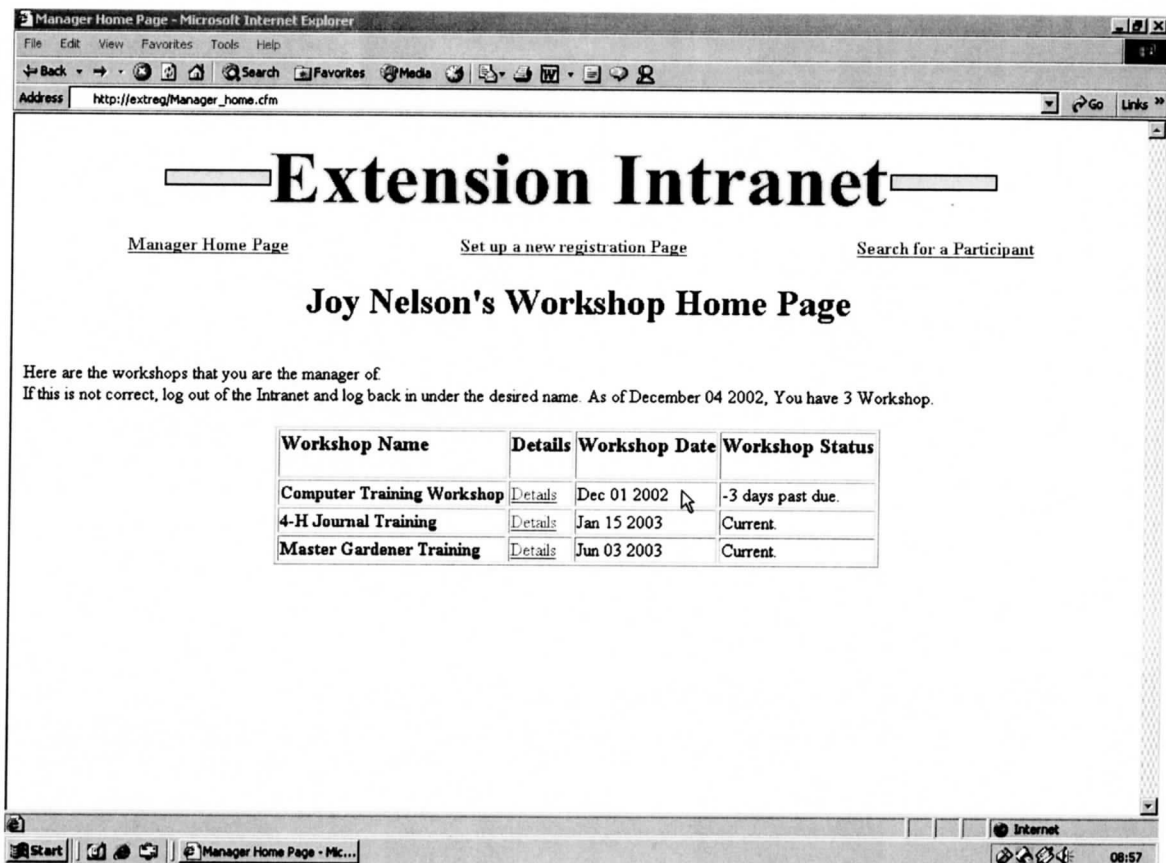 Manager Home Page - Microsoft Internet Explorer
File Edit View Favorites Tools Help
Back Search Favorites Media
Address http://extreg/Manager_home.cfm Go Links »
Extension Intranet
Manager Home Page Set up a new registration Page Search for a Participant
Joy Nelson's Workshop Home Page
Here are the workshops that you are the manager of.
If this is not correct, log out of the Intranet and log back in under the desired name. As of December 04 2002, You have 3 Workshop.
Workshop Name Details Workshop Date Workshop Status
Computer Training Workshop Details Dec 01 2002 -3 days past due.
4-H Journal Training Details Jan 15 2003 Current.
Master Gardener Training Details Jun 03 2003 Current.
Internet
Start Manager Home Page - Mic... 08:57